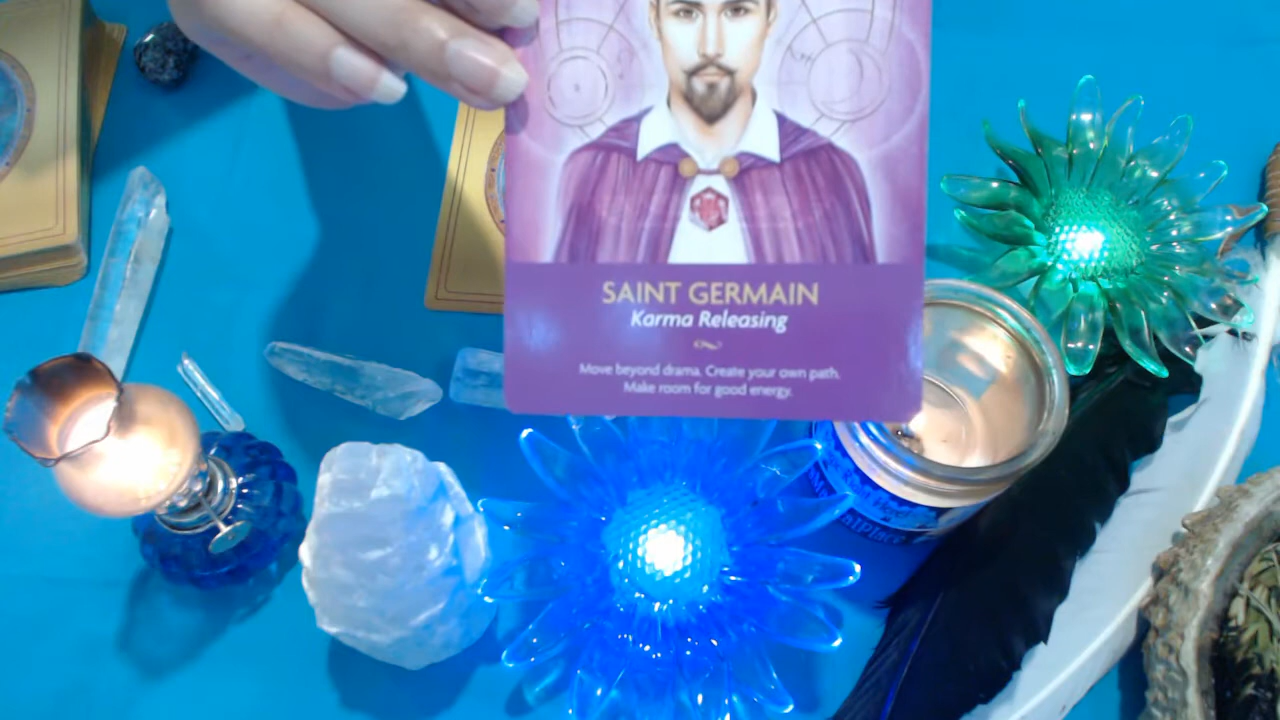 SAINT GERMAIN
Karma Releasing
Move beyond drama. Create your own path.
Make room for good energy.